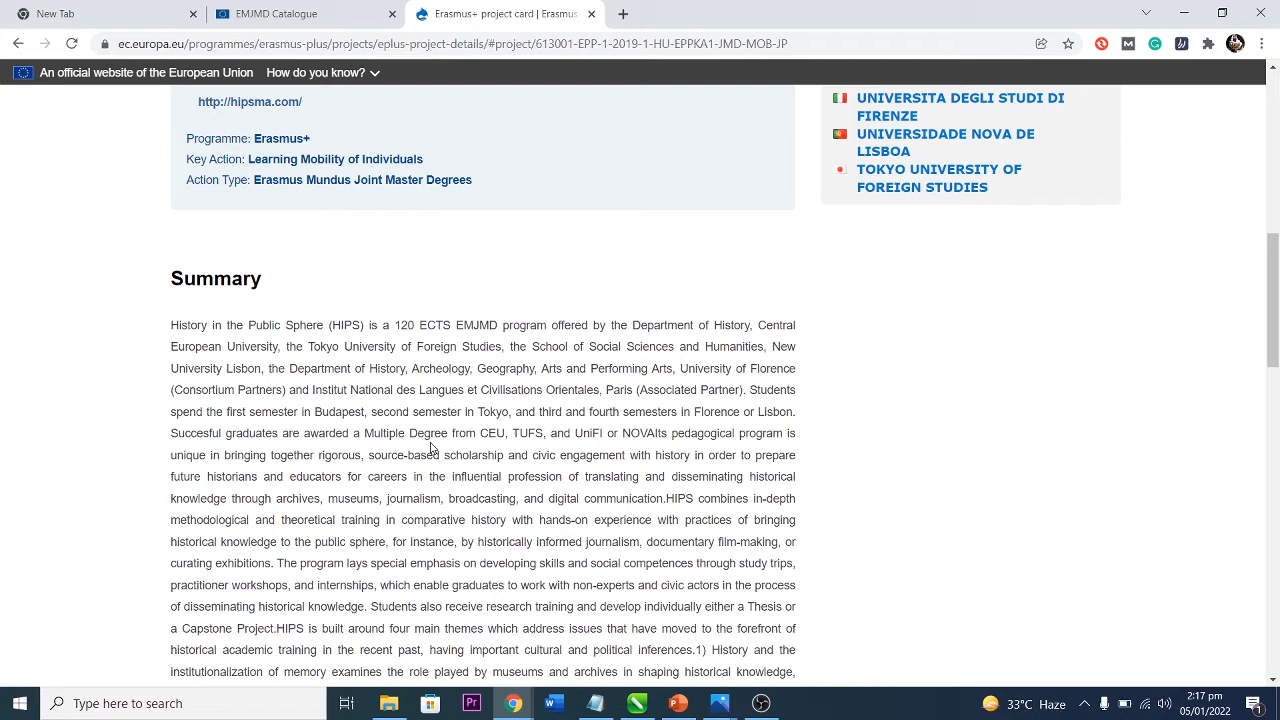 New Tab
EMJMD Catalogue
Erasmus+ project card | Erasmus
ec.europa.eu/programmes/erasmus-plus/projects/eplus-project-details/#project/613001-EPP-1-2019-1-HU-EPPKA1-JMD-MOB-JP
An official website of the European Union How do you know?
http://hipsma.com/
Programme: Erasmus+
Key Action: Learning Mobility of Individuals
Action Type: Erasmus Mundus Joint Master Degrees
UNIVERSITA DEGLI STUDI DI
FIRENZE
UNIVERSIDADE NOVA DE
LISBOA
TOKYO UNIVERSITY OF
FOREIGN STUDIES
Summary
History in the Public Sphere (HIPS) is a 120 ECTS EMJMD program offered by the Department of History, Central
European University, the Tokyo University of Foreign Studies, the School of Social Sciences and Humanities, New
University Lisbon, the Department of History, Archeology, Geography, Arts and Performing Arts, University of Florence
(Consortium Partners) and Institut National des Langues et Civilisations Orientales, Paris (Associated Partner). Students
spend the first semester in Budapest, second semester in Tokyo, and third and fourth semesters in Florence or Lisbon.
Succesful graduates are awarded a Multiple Degree from CEU, TUFS, and UniFI or NOVAIts pedagogical program is
unique in bringing together rigorous, source-based scholarship and civic engagement with history in order to prepare
future historians and educators for careers in the influential profession of translating and disseminating historical
knowledge through archives, museums, journalism, broadcasting, and digital communication.HIPS combines in-depth
methodological and theoretical training in comparative history with hands-on experience with practices of bringing
historical knowledge to the public sphere, for instance, by historically informed journalism, documentary film-making, or
curating exhibitions. The program lays special emphasis on developing skills and social competences through study trips,
practitioner workshops, and internships, which enable graduates to work with non-experts and civic actors in the process
of disseminating historical knowledge. Students also receive research training and develop individually either a Thesis or
a Capstone Project.HIPS is built around four main themes which address issues that have moved to the forefront of
historical academic training in the recent past, having important cultural and political inferences.1) History and the
institutionalization of memory examines the role played by museums and archives in shaping historical knowledge,
Type here to search
33°C Haze
2:17 pm
05/01/2022